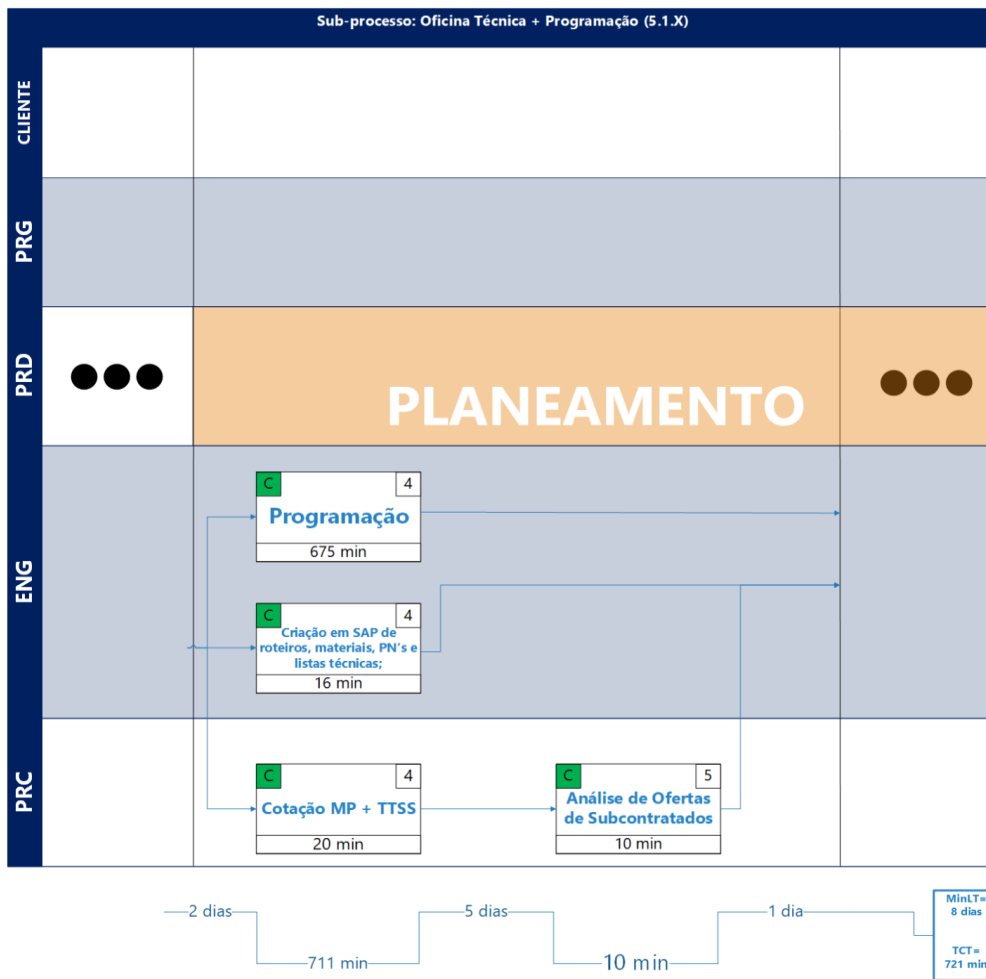 Sub-processo: Oficina Técnica + Programação (5.1.X)
CLIENTE
PRG
PRD
PLANEAMENTO
ENG
C 4
Programação
675 min
C 4
Criação em SAP de
roteiros, materiais, PN’s e
listas técnicas;
16 min
PRC
C 4
Cotação MP + TTSS
20 min
C 5
Análise de Ofertas
de Subcontratados
10 min
2 dias
711 min
5 dias
10 min
1 dia
MinLT=
8 dias
TCT=
721 min